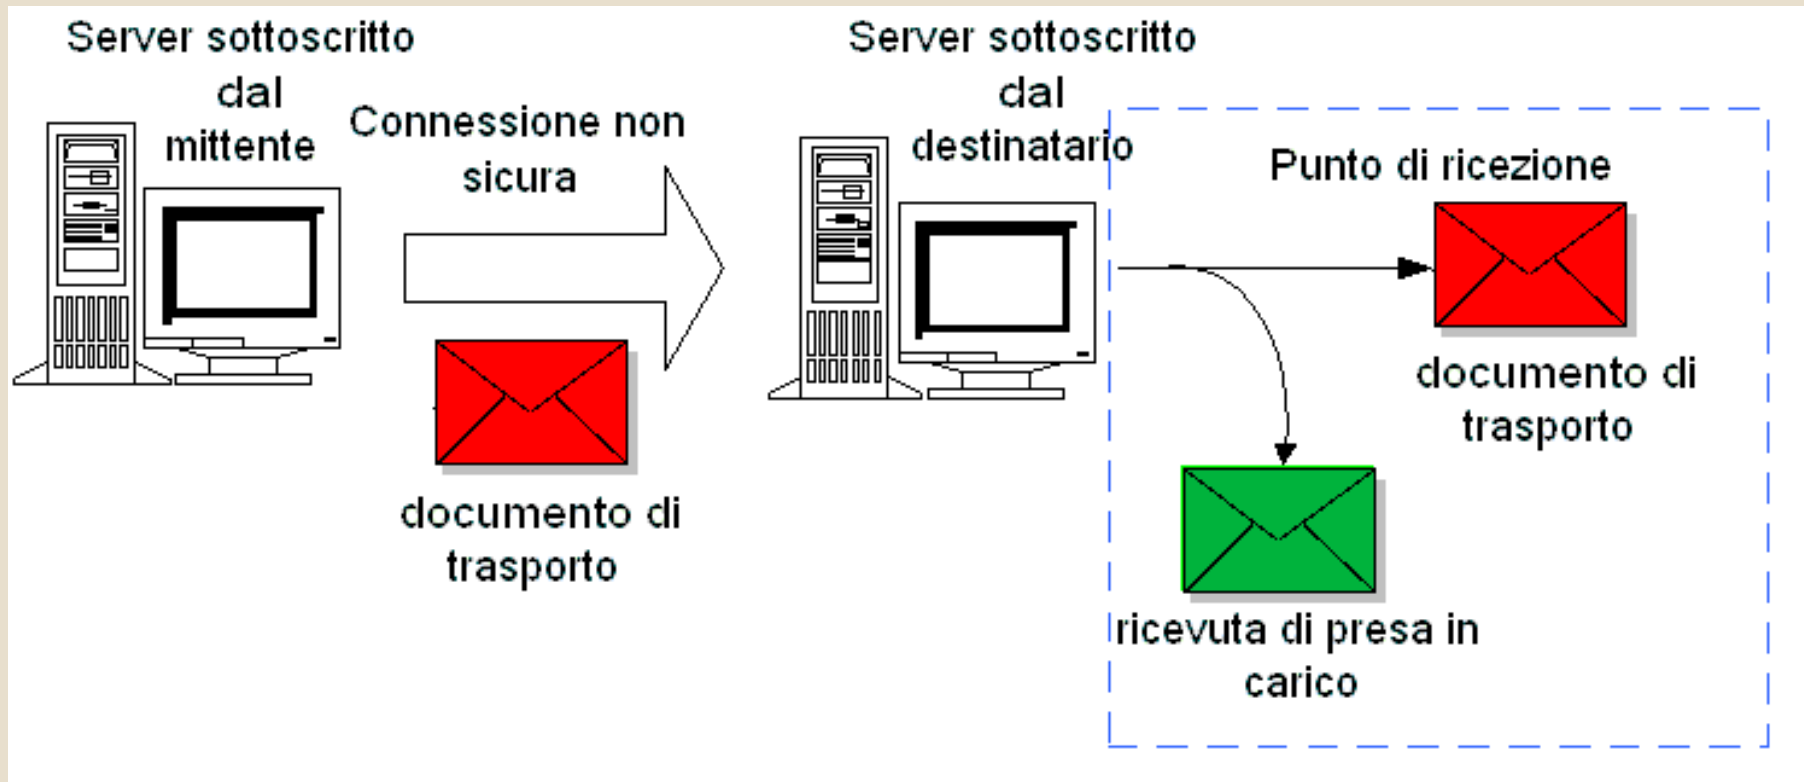 Server sottoscritto
dal
mittente
Connessione non
sicura
documento di
trasporto
Server sottoscritto
dal
destinatario
Punto di ricezione
documento di
trasporto
ricevuta di presa in
carico